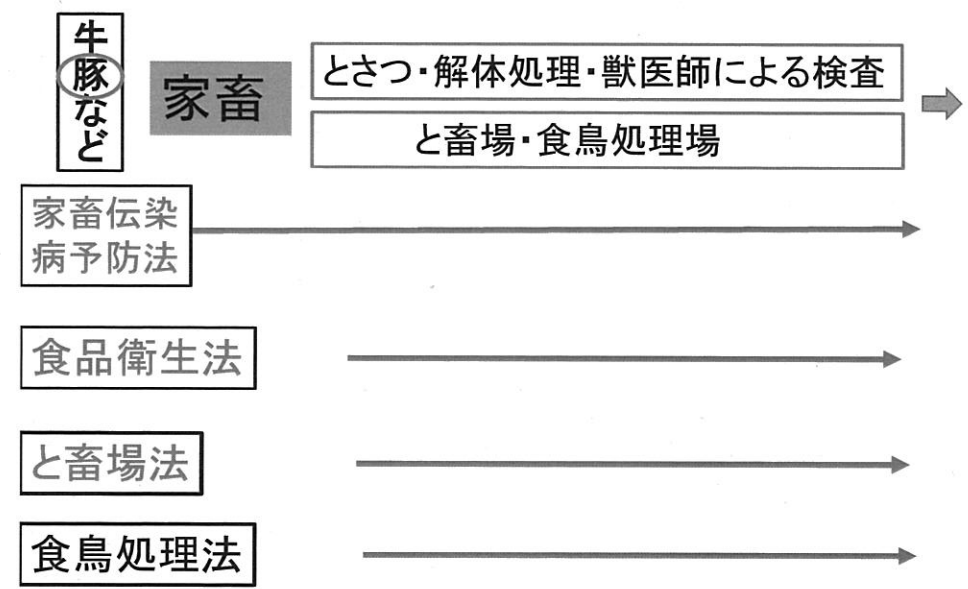 牛豚など
家畜
とさつ・解体処理・獣医師による検査
と畜場・食鳥処理場
家畜伝染
病予防法
食品衛生法
と畜場法
食鳥処理法